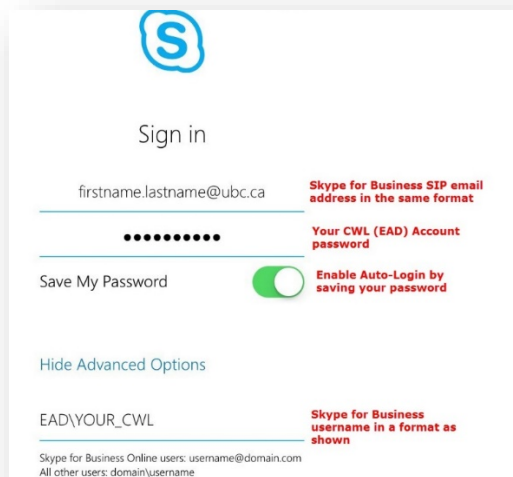 S
Sign in
firstname.lastname@ubc.ca
Skype for Business SIP email
address in the same format
●●●●●●●●●●
Your CWL (EAD) Account
password
Save My Password
Enable Auto-Login by
saving your password
Hide Advanced Options
EAD\YOUR_CWL
Skype for Business
username in a format as
shown
Skype for Business Online users: username@domain.com
All other users: domain\username